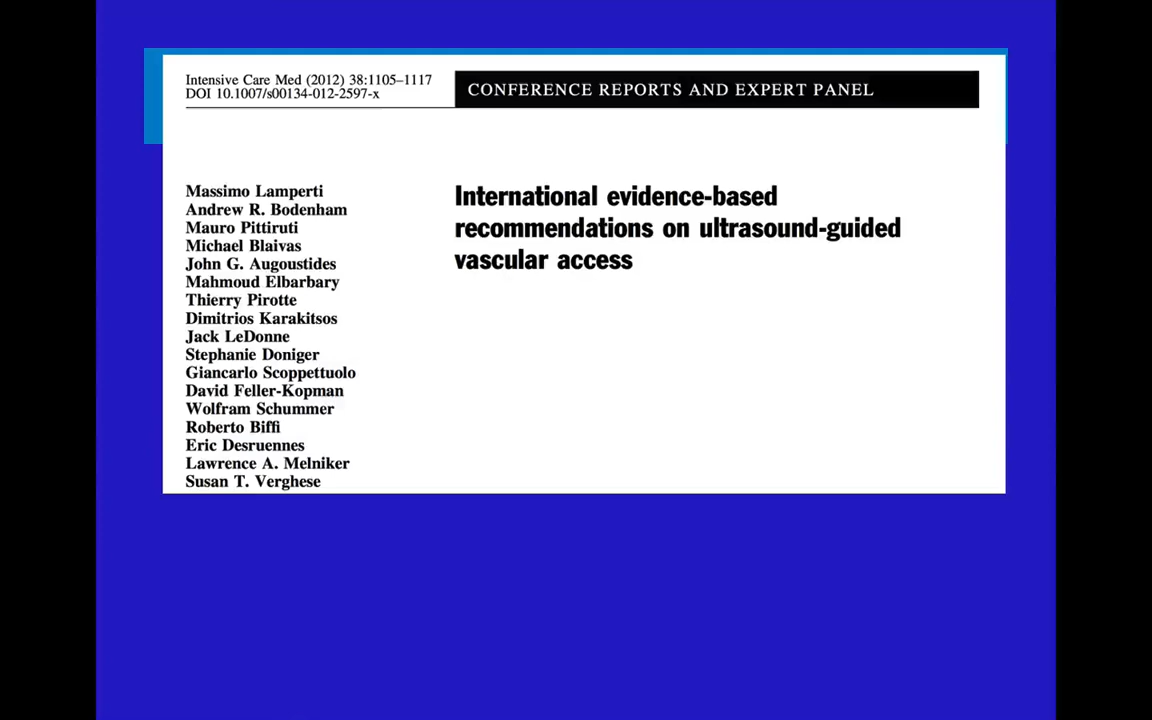 Intensive Care Med (2012) 38:1105–1117
DOI 10.1007/s00134-012-2597-x
CONFERENCE REPORTS AND EXPERT PANEL
Massimo Lamperti
Andrew R. Bodenham
Mauro Pittiruti
Michael Blaivas
John G. Augoustides
Mahmoud Elbarbary
Thierry Pirotte
Dimitrios Karakitsos
Jack LeDonne
Stephanie Doniger
Giancarlo Scoppettuolo
David Feller-Kopman
Wolfram Schummer
Roberto Biffi
Eric Desruennes
Lawrence A. Melniker
Susan T. Verghese
International evidence-based
recommendations on ultrasound-guided
vascular access